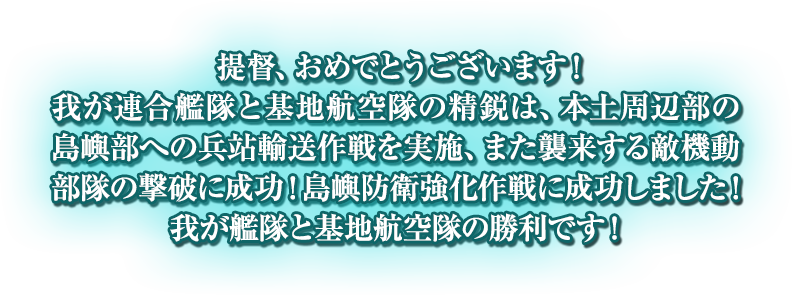 提督、おめでとうございます！
我が連合艦隊と基地航空隊の精鋭は、本土周辺部の
島嶼部への兵站輸送作戦を実施、また襲来する敵機動
部隊の撃破に成功！島嶼防衛強化作戦に成功しました！
我が艦隊と基地航空隊の勝利です！